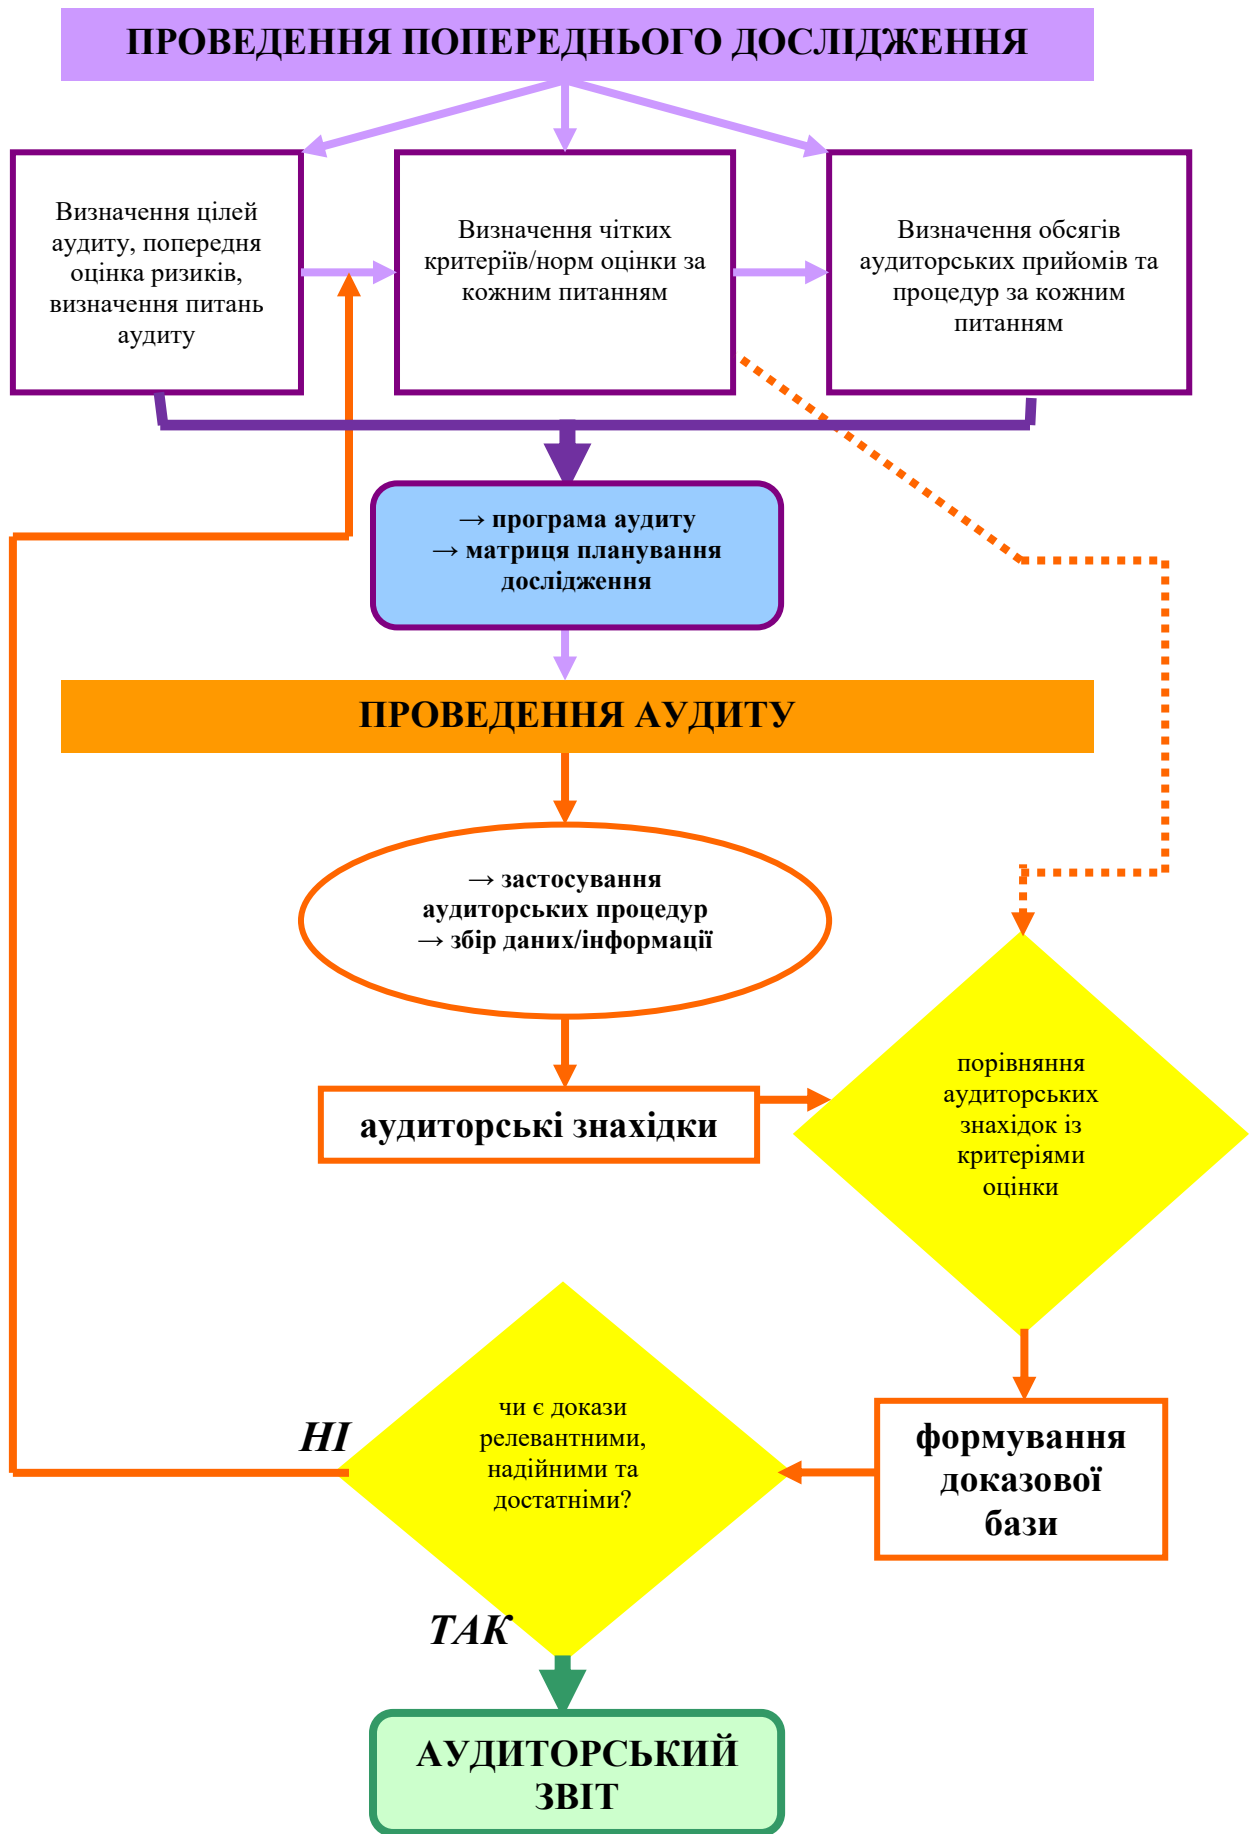 ПРОВЕДЕННЯ ПОПЕРЕДНЬОГО ДОСЛІДЖЕННЯ
Визначення цілей
аудиту, попередня
оцінка ризиків,
визначення питань
аудиту
Визначення чітких
критеріїв/норм оцінки за
кожним питанням
Визначення обсягів
аудиторських прийомів та
процедур за кожним
питанням
→ програма аудиту
→ матриця планування
дослідження
ПРОВЕДЕННЯ АУДИТУ
→ застосування
аудиторських процедур
→ збір даних/інформації
аудиторські знахідки
порівняння
аудиторських
знахідок із
критеріями
оцінки
формування
доказової
бази
чи є докази
релевантними,
надійними та
достатніми?
НІ
ТАК
АУДИТОРСЬКИЙ
ЗВІТ